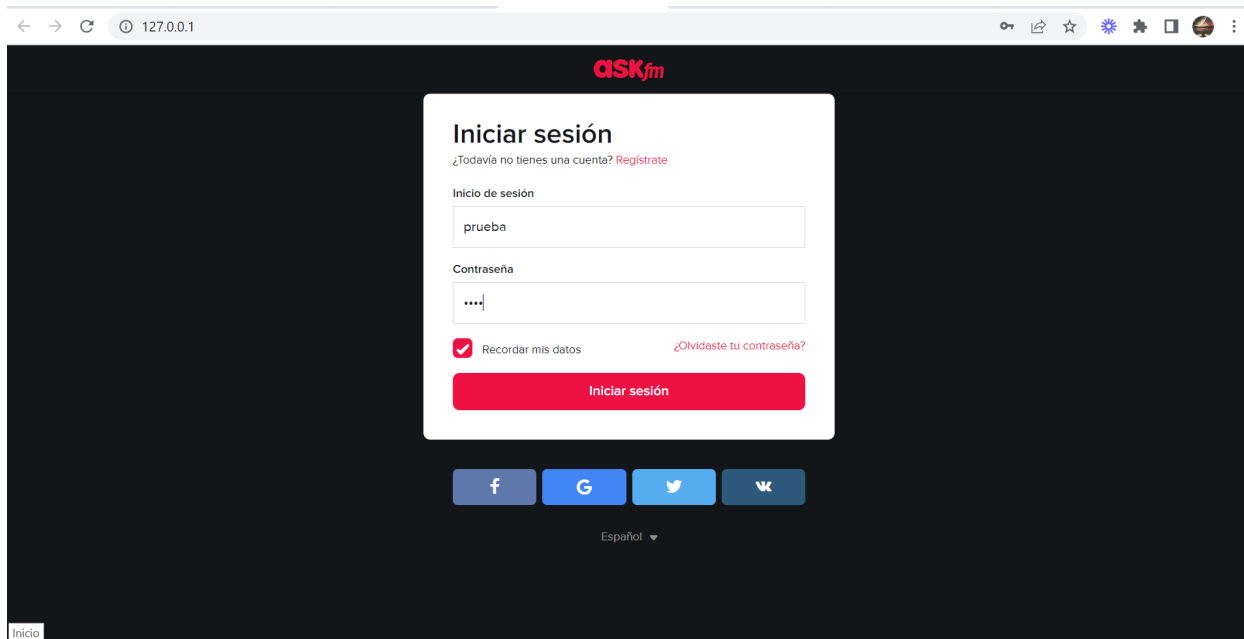 127.0.0.1
ASKfm
Iniciar sesión
¿Todavía no tienes una cuenta? Regístrate
Inicio de sesión
prueba
Contraseña
••••
Recordar mis datos
¿Olvidaste tu contraseña?
Iniciar sesión
f G
Español
Inicio